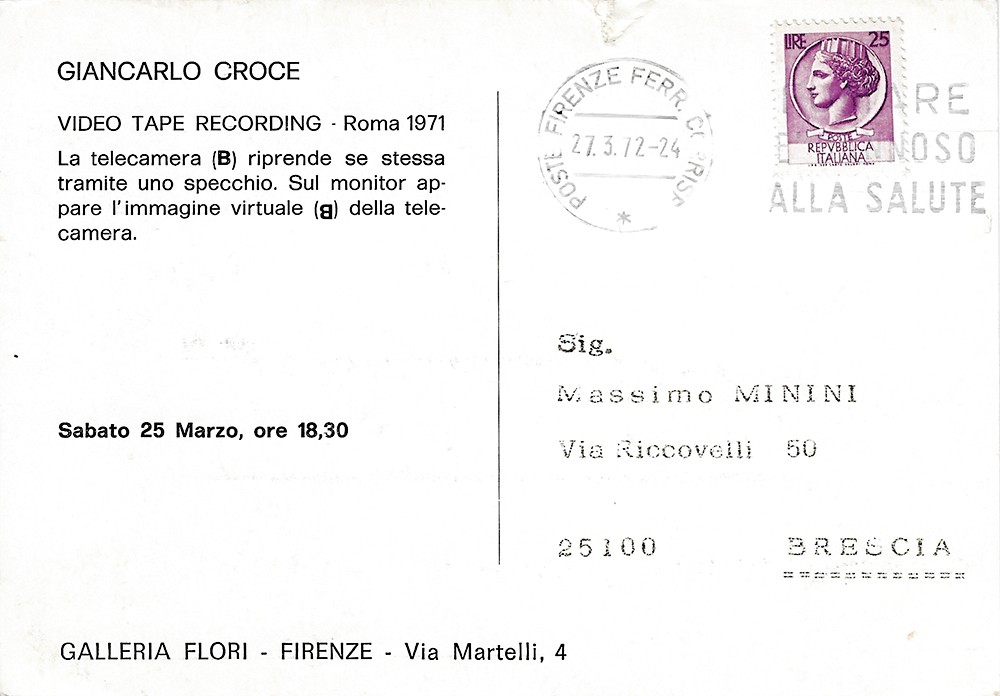 GIANCARLO CROCE
VIDEO TAPE RECORDING - Roma 1971
La telecamera (B) riprende se stessa
tramite uno specchio. Sul monitor ap-
pare l'immagine virtuale (B) della tele-
camera.
Sabato 25 Marzo, ore 18,30
GALLERIA FLORI - FIRENZE - Via Martelli, 4
POSTE FIRENZE FERR.
27.3.72-24
*
LIRE 25
POSTE
REPVBBLICA
ITALIANA
ARE
NOSO
ALLA SALUTE
Sig.
Massimo MININI
Via Riccovelli 50
25100 BRESCIA